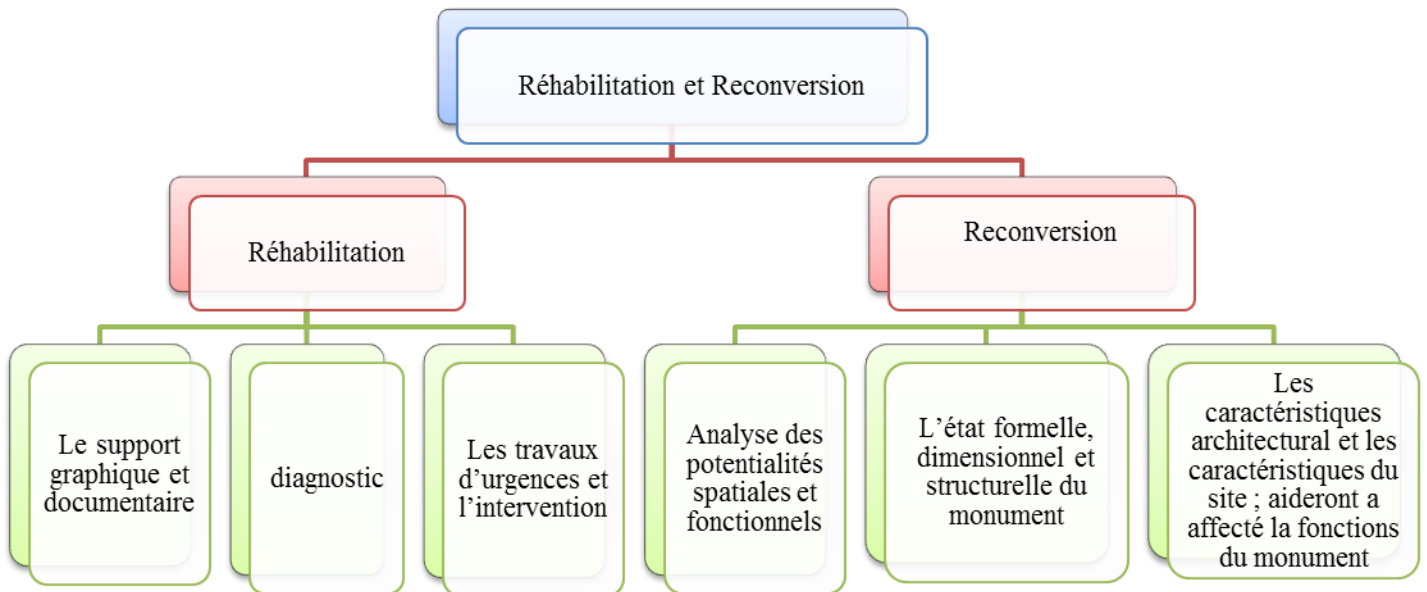 Réhabilitation et Reconversion
Réhabilitation
Reconversion
Le support
graphique et
documentaire
diagnostic
Les travaux
d’urgences et
l’intervention
Analyse des
potentialités
spatiales et
fonctionnels
L’état formelle,
dimensionnel et
structurelle du
monument
Les
caractéristiques
architectural et les
caractéristiques du
site ; aideront a
affecté la fonctions
du monument